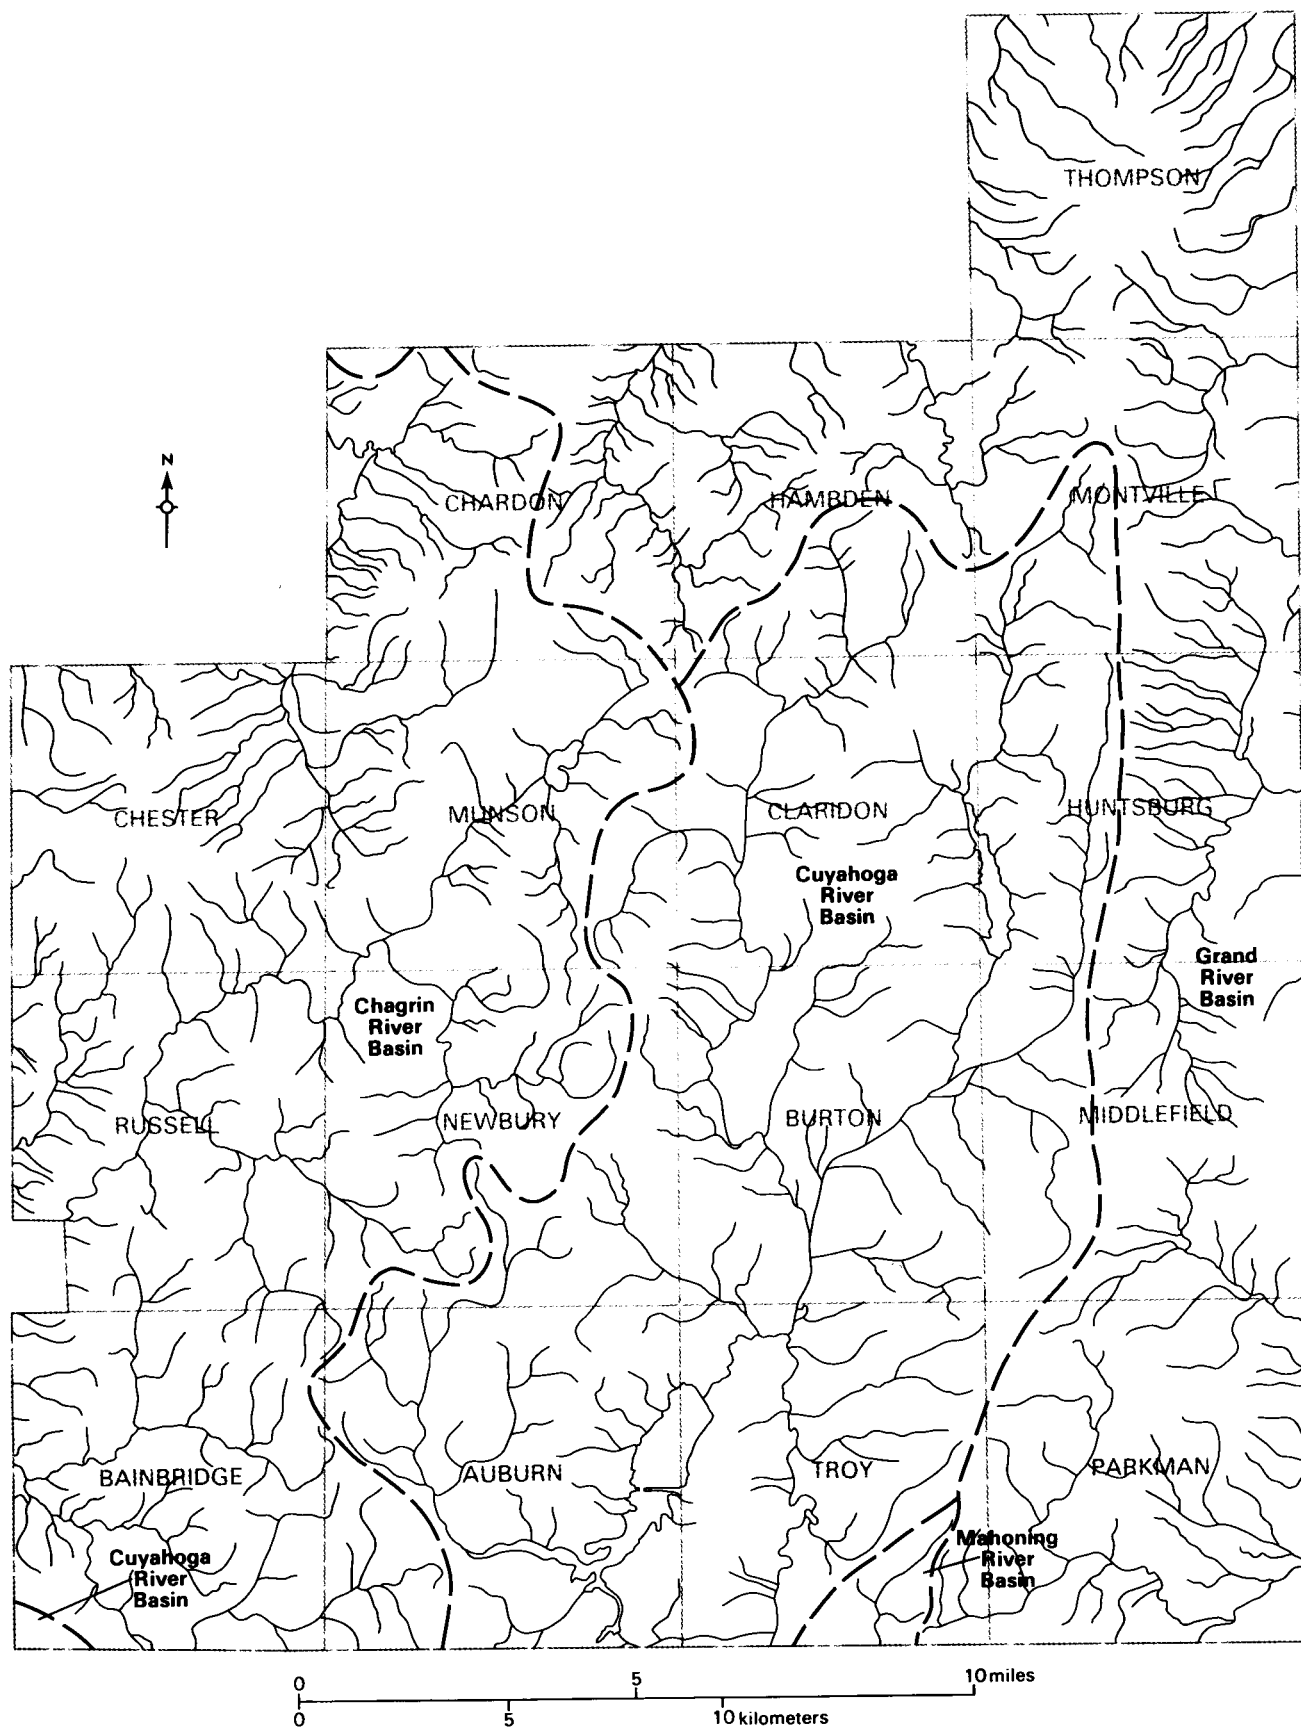 THOMPSON
N
CHARDON
HAMBDEN
MONTVILLE
CHESTER
MUNSON
CLARIDON
HUNTSBURG
Cuyahoga
River
Basin
Grand
River
Basin
Chagrin
River
Basin
RUSSELL
NEWBURY
BURTON
MIDDLEFIELD
BAINBRIDGE
AUBURN
TROY
PARKMAN
Mahoning
River
Basin
Cuyahoga
River
Basin
0 5 10 miles
0 5 10 kilometers